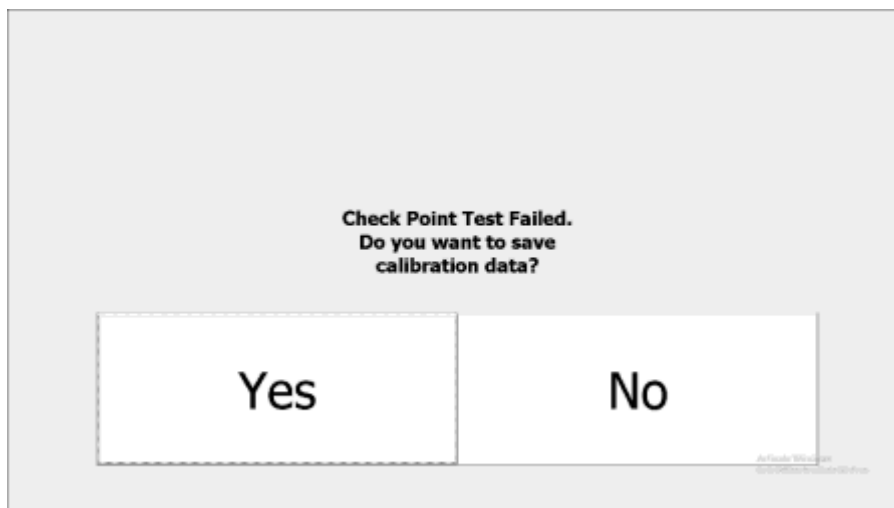 Check Point Test Failed.
Do you want to save
calibration data?
Yes
No